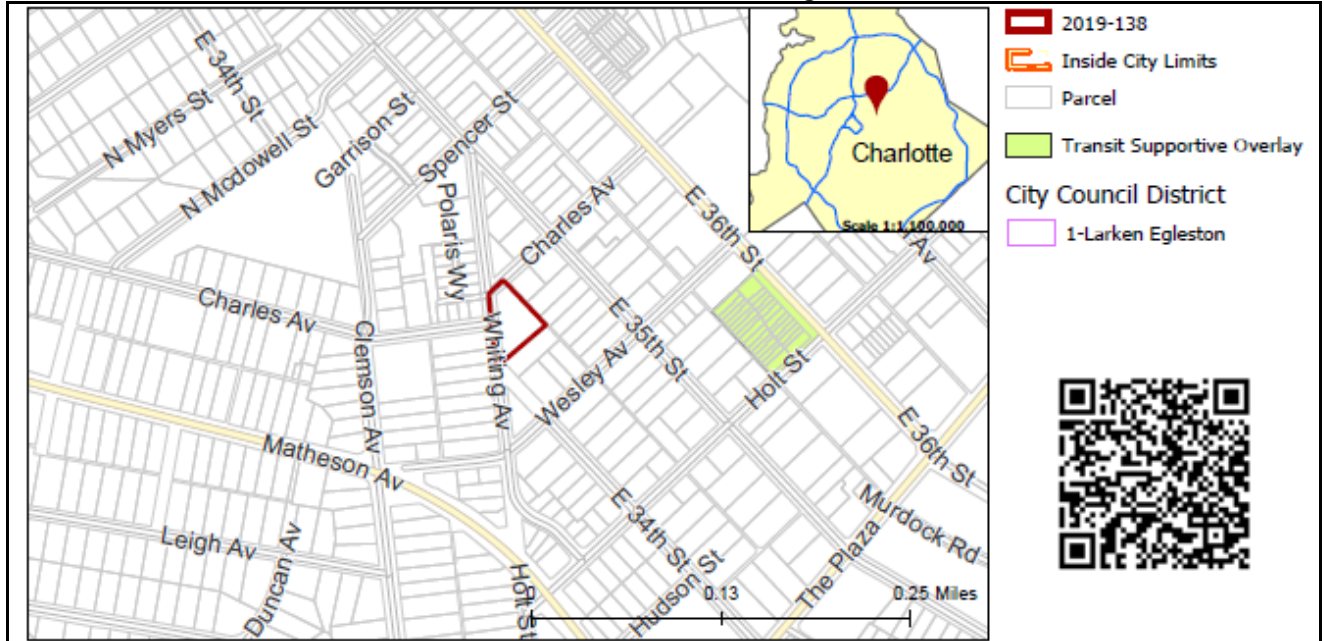 E 34th St
N Myers St
N Mcdowell St
Garrison St
Spencer St
Polaris Wy
Charles Av
E 36th St
Charlotte
Scale 1:1,100,000
Av
Charles Av
Clemson Av
Whiting Av
E 35th St
Wesley Av
Holt St
E 36th St
Matheson Av
Murdock Rd
Leigh Av
Duncan Av
Holt St
E 34th St
Hudson St
The Plaza
0.13
0.25 Miles
2019-138
Inside City Limits
Parcel
Transit Supportive Overlay
City Council District
1-Larken Egleston